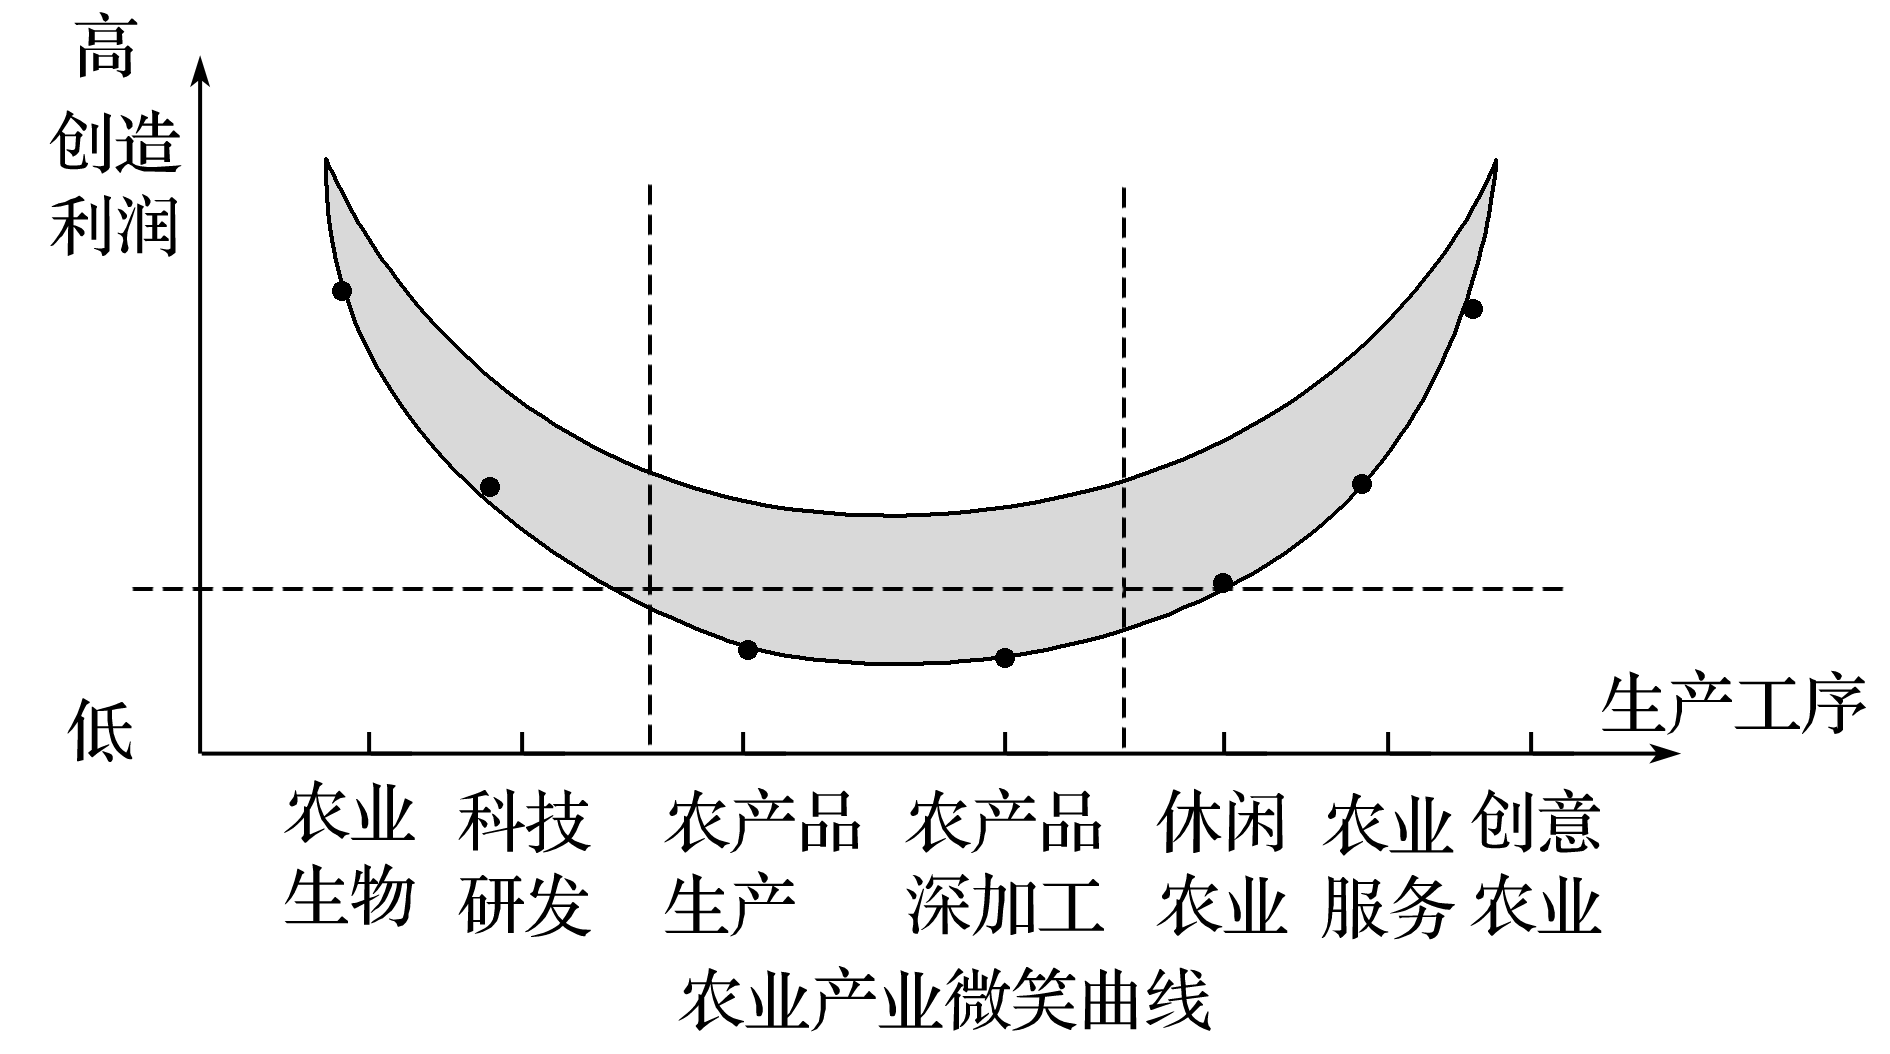 高
创造
利润
低
生产工序
农业
生物
科技
研发
农产品
生产
农产品
深加工
休闲
农业
农业
服务
创意
农业
农业产业微笑曲线